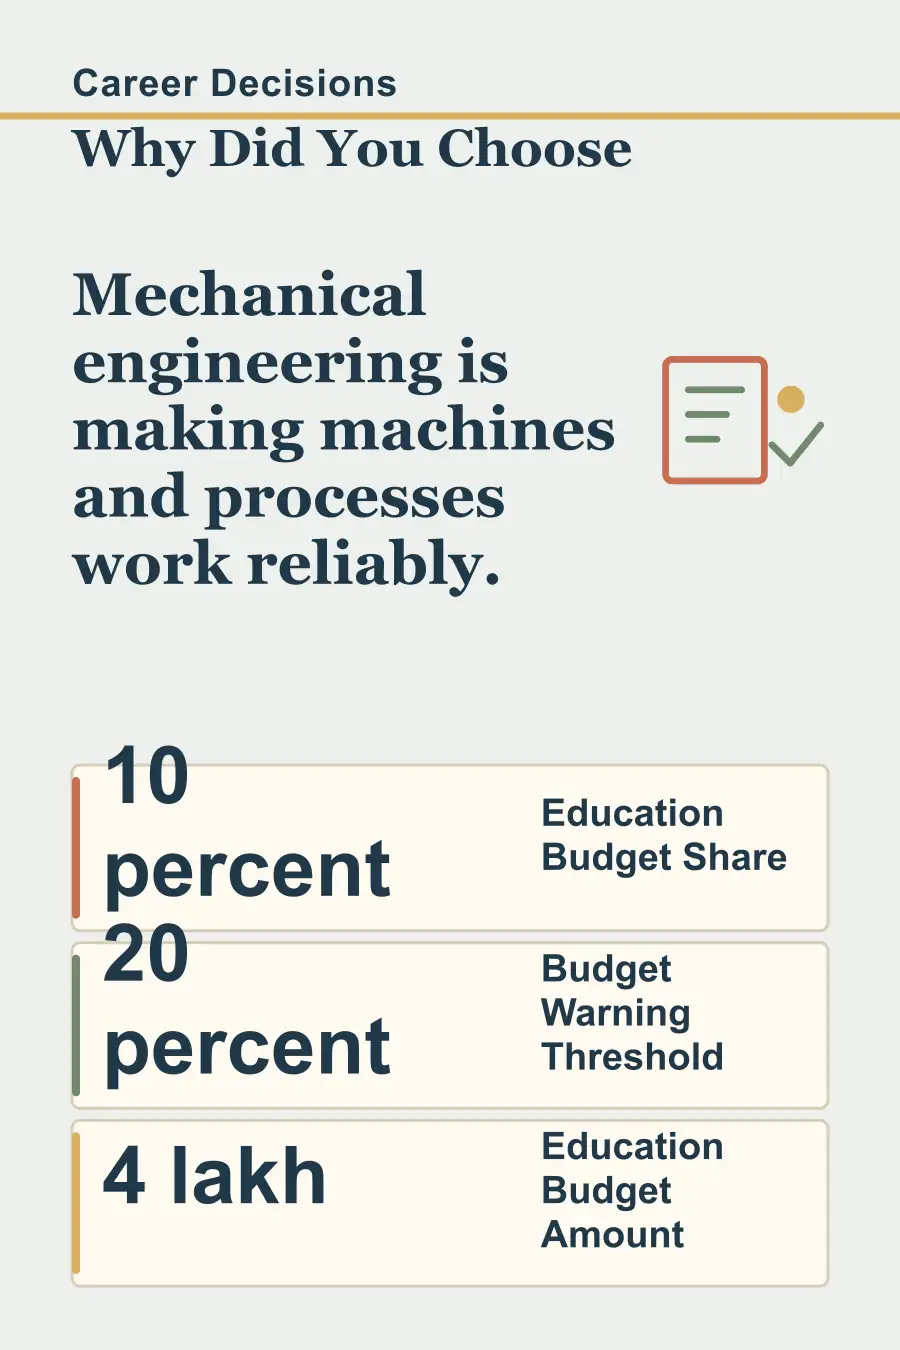 Career Decisions
Why Did You Choose
Mechanical
engineering is
making machines
and processes
work reliably.
10
percent
Education
Budget Share
20
percent
Budget
Warning
Threshold
4 lakh
Education
Budget
Amount